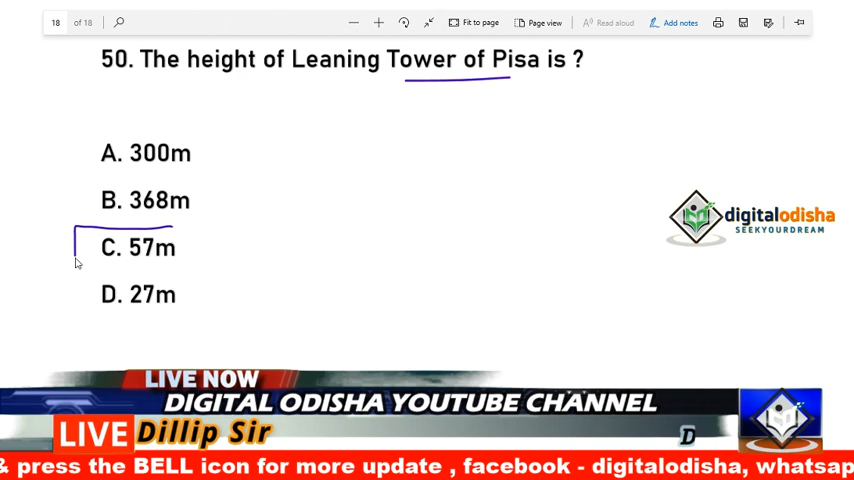 18 of 18 Fit to page Page view Read aloud Add notes
50. The height of Leaning Tower of Pisa is ?
A. 300m
B. 368m
digitalodisha
SEEKYOURDREAM
C. 57m
D. 27m
LIVE NOW
DIGITAL ODISHA YOUTUBE CHANNEL
LIVE Dillip Sir D
& press the BELL icon for more update , facebook - digitalodisha, whatsap